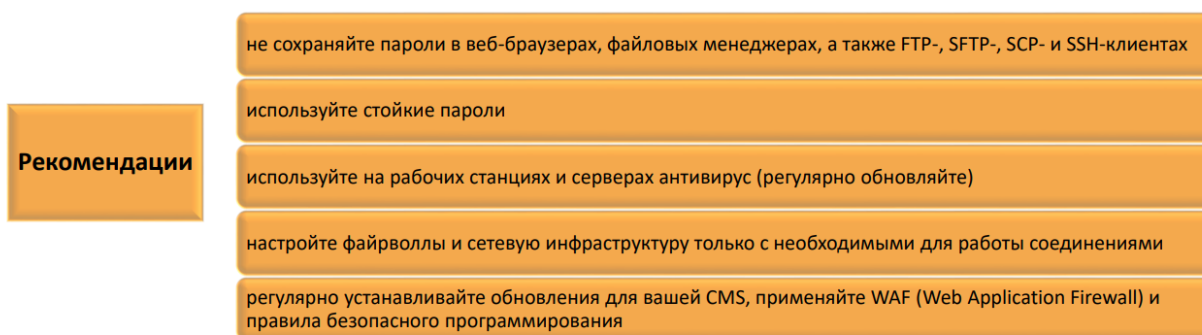 Рекомендации
не сохраняйте пароли в веб-браузерах, файловых менеджерах, а также FTP-, SFTP-, SCP- и SSH-клиентах
используйте стойкие пароли
используйте на рабочих станциях и серверах антивирус (регулярно обновляйте)
настройте файрволлы и сетевую инфраструктуру только с необходимыми для работы соединениями
регулярно устанавливайте обновления для вашей CMS, применяйте WAF (Web Application Firewall) и
правила безопасного программирования